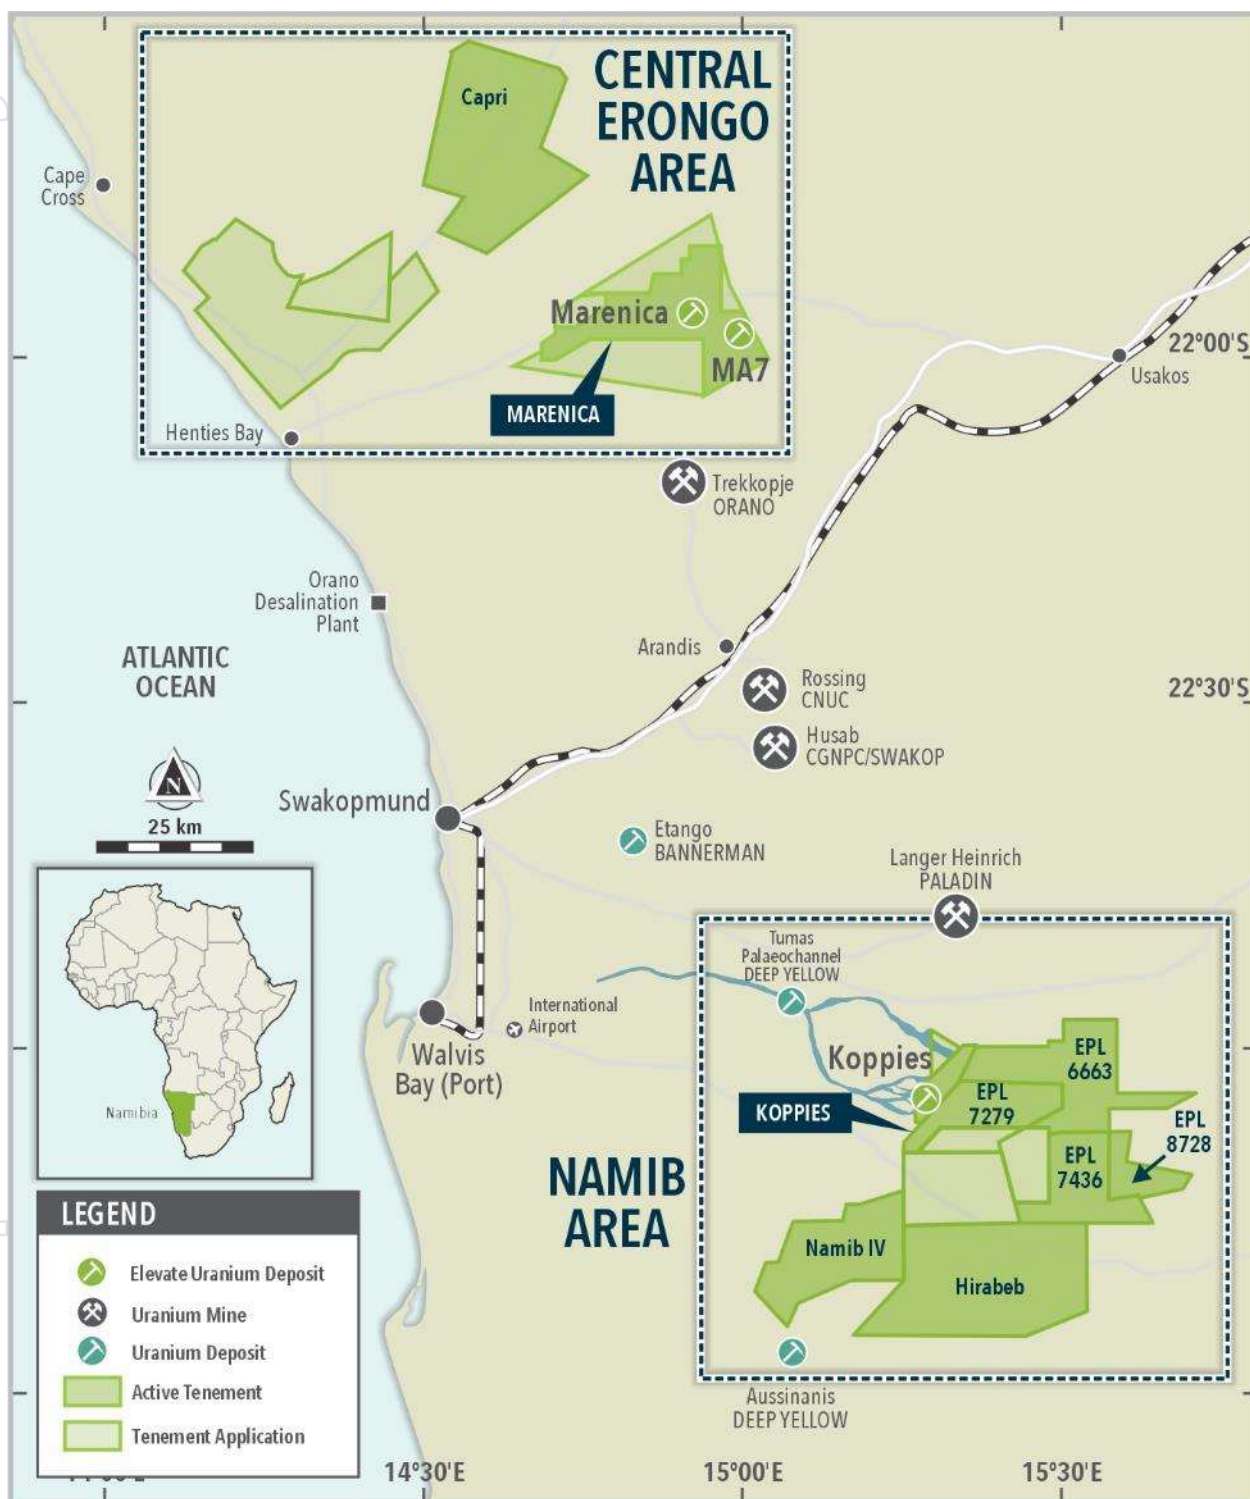 CENTRAL
ERONGO
AREA
Capri
Cape
Cross
Marenica
MA7
MARENICA
Henties Bay
22°00'S
Usakos
Trekkopje
ORANO
Orano
Desalination
Plant
Arandis
ATLANTIC
OCEAN
Rossing
CNUC
22°30'S
Husab
CGNPC/SWAKOP
N
25 km
Swakopmund
Etango
BANNERMAN
Langer Heinrich
PALADIN
Tumas
Palaeochannel
DEEP YELLOW
International
Airport
Walvis
Bay (Port)
Koppies
EPL
6663
EPL
7279
KOPPIES
EPL
8728
EPL
7436
Namibia
NAMIB
AREA
Namib IV
Hirabeb
Aussinanis
DEEP YELLOW
LEGEND
Elevate Uranium Deposit
Uranium Mine
Uranium Deposit
Active Tenement
Tenement Application
14°30'E
15°00'E
15°30'E